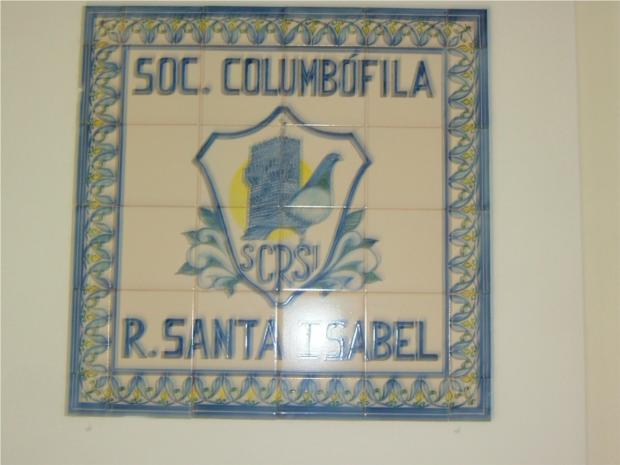 SOC. COLUMBÓFILA
SCRSI
R. SANTA ISABEL